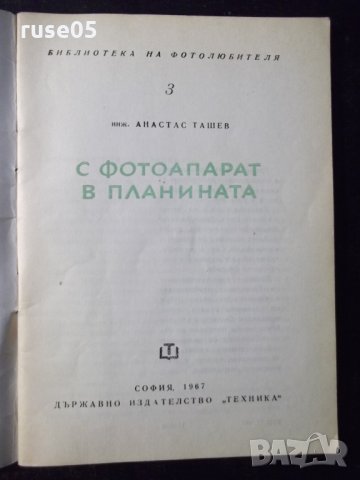 ruse05
БИБЛИОТЕКА НА ФОТОЛЮБИТЕЛЯ
3
инж. АНАСТАС ТАШЕВ
С ФОТОАПАРАТ
В ПЛАНИНАТА
Т
СОФИЯ, 1967
ДЪРЖАВНО ИЗДАТЕЛСТВО „ТЕХНИКА"
BAZAR.bg